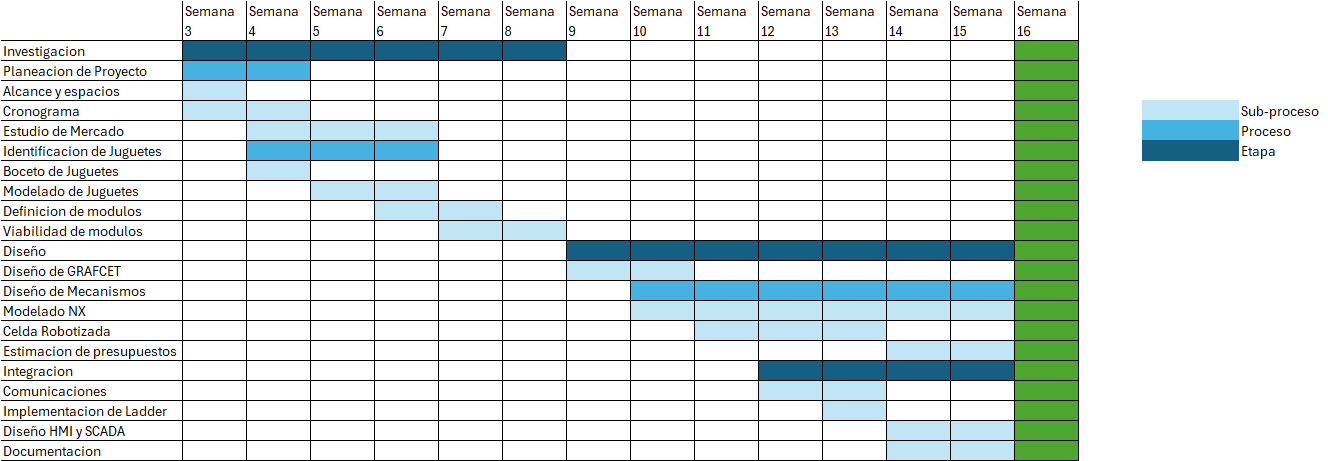 Semana 3 Semana 4 Semana 5 Semana 6 Semana 7 Semana 8 Semana 9 Semana 10 Semana 11 Semana 12 Semana 13 Semana 14 Semana 15 Semana 16
Investigacion
Planeacion de Proyecto
Alcance y espacios
Cronograma
Estudio de Mercado
Identificacion de Juguetes
Boceto de Juguetes
Modelado de Juguetes
Definicion de modulos
Viabilidad de modulos
Diseño
Diseño de GRAFCET
Diseño de Mecanismos
Modelado NX
Celda Robotizada
Estimacion de presupuestos
Integracion
Comunicaciones
Implementacion de Ladder
Diseño HMI y SCADA
Documentacion
Sub-proceso
Proceso
Etapa